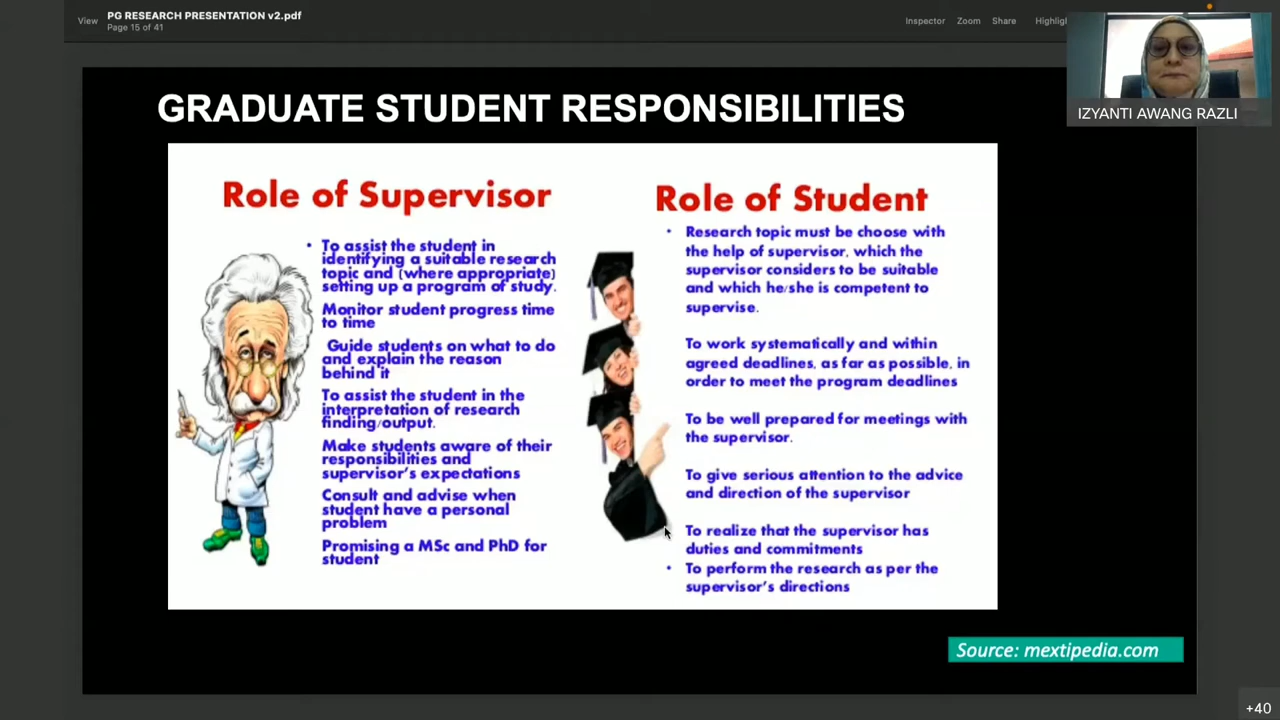 View
PG RESEARCH PRESENTATION v2.pdf
Page 15 of 41
Inspector
Zoom
Share
Highligh
IZYANTI AWANG RAZLI
GRADUATE STUDENT RESPONSIBILITIES
Role of Supervisor
• To assist the student in
identifying a suitable research
topic and (where appropriate)
setting up a program of study.
Monitor student progress time
to time
Guide students on what to do
and explain the reason
behind it
To assist the student in the
interpretation of research
finding/output.
Make students aware of their
responsibilities and
supervisor's expectations
Consult and advise when
student have a personal
problem
Promising a MSc and PhD for
student
Role of Student
• Research topic must be choose with
the help of supervisor, which the
supervisor considers to be suitable
and which he/she is competent to
supervise.
To work systematically and within
agreed deadlines, as far as possible, in
order to meet the program deadlines
To be well prepared for meetings with
the supervisor.
To give serious attention to the advice
and direction of the supervisor
To realize that the supervisor has
duties and commitments
• To perform the research as per the
supervisor's directions
Source: mextipedia.com
+40